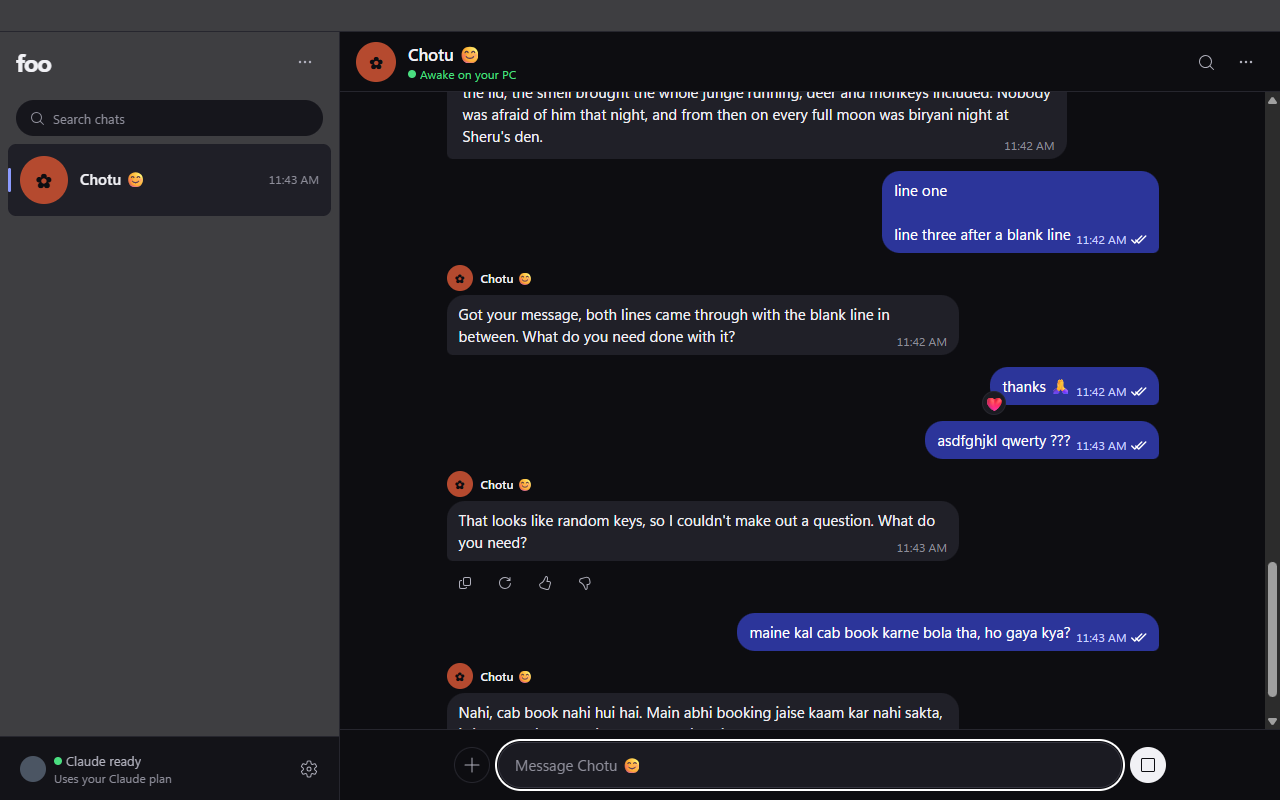 foo
Search chats
Chotu 😊
11:43 AM
Claude ready
Uses your Claude plan
Chotu 😊
Awake on your PC
the lid, the smell brought the whole jungle running, deer and monkeys included. Nobody
was afraid of him that night, and from then on every full moon was biryani night at
Sheru's den.
11:42 AM
line one
line three after a blank line 11:42 AM
Chotu 😊
Got your message, both lines came through with the blank line in
between. What do you need done with it?
11:42 AM
thanks 🙏 11:42 AM
asdfghjkl qwerty ??? 11:43 AM
Chotu 😊
That looks like random keys, so I couldn't make out a question. What do
you need?
11:43 AM
maine kal cab book karne bola tha, ho gaya kya? 11:43 AM
Chotu 😊
Nahi, cab book nahi hui hai. Main abhi booking jaise kaam kar nahi sakta,
Message Chotu 😊